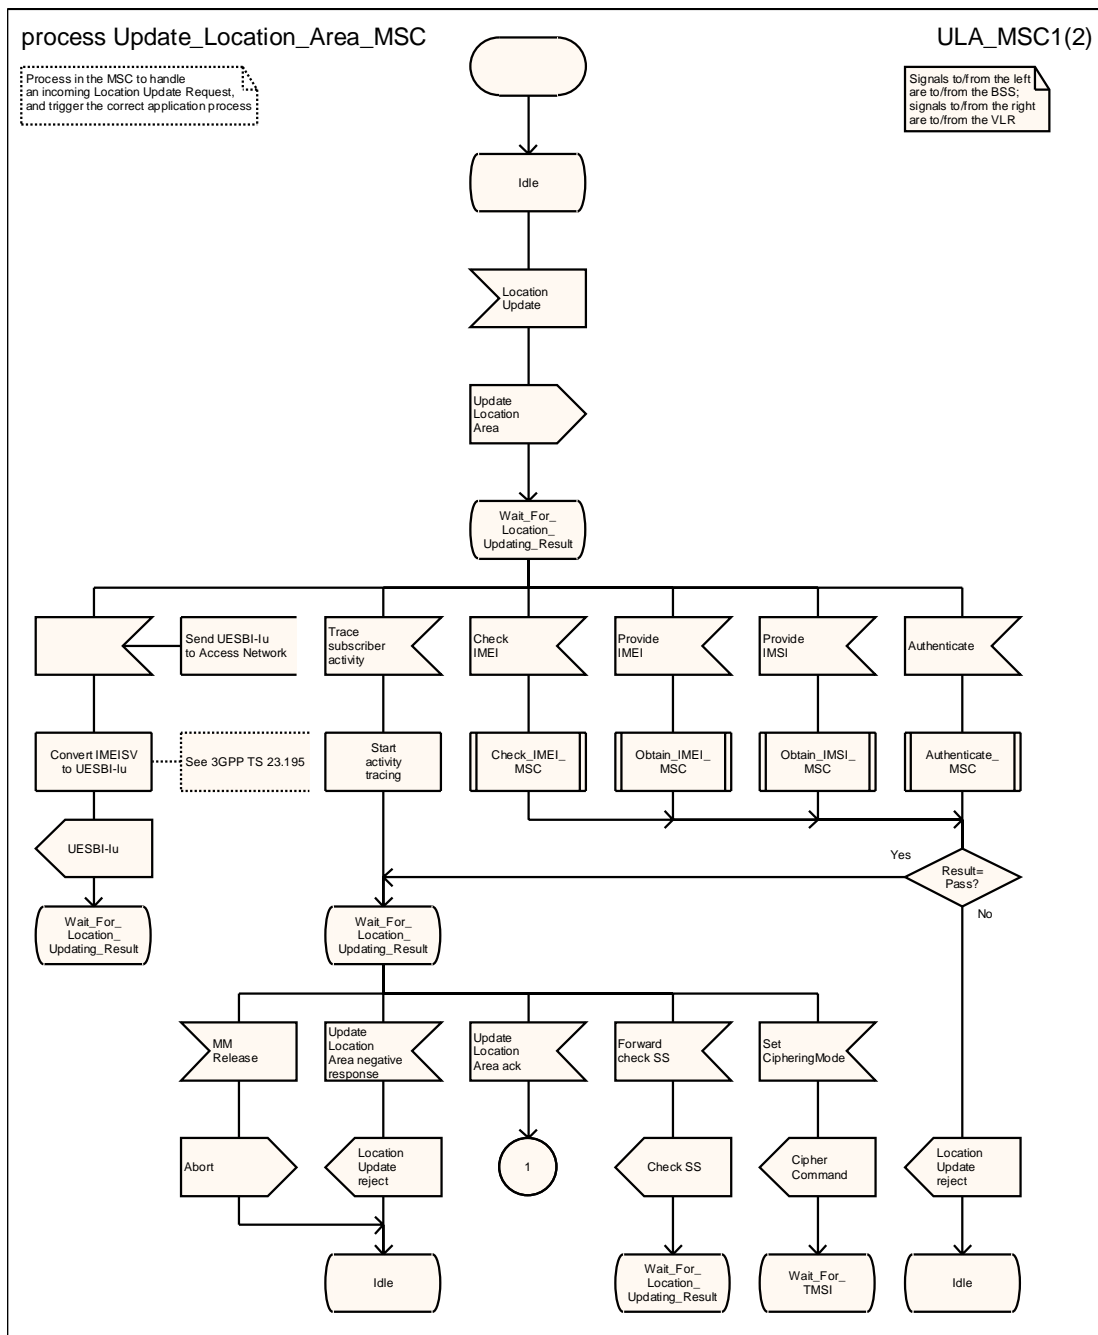 process Update_Location_Area_MSC
ULA_MSC1(2)
Process in the MSC to handle
an incoming Location Update Request,
and trigger the correct application process
Signals to/from the left
are to/from the BSS;
signals to/from the right
are to/from the VLR
Idle
Location
Update
Update
Location
Area
Wait_For_
Location_
Updating_Result
Send UESBI-Iu
to Access Network
Trace
subscriber
activity
Check
IMEI
Provide
IMEI
Provide
IMSI
Authenticate
Convert IMEISV
to UESBI-Iu
See 3GPP TS 23.195
Start
activity
tracing
Check_IMEI_
MSC
Obtain_IMEI_
MSC
Obtain_IMSI_
MSC
Authenticate_
MSC
UESBI-Iu
Yes
Result=
Pass?
No
Wait_For_
Location_
Updating_Result
Wait_For_
Location_
Updating_Result
MM
Release
Update
Location
Area negative
response
Update
Location
Area ack
Forward
check SS
Set
CipheringMode
Abort
Location
Update
reject
1
Check SS
Cipher
Command
Location
Update
reject
Idle
Wait_For_
Location_
Updating_Result
Wait_For_
TMSI
Idle